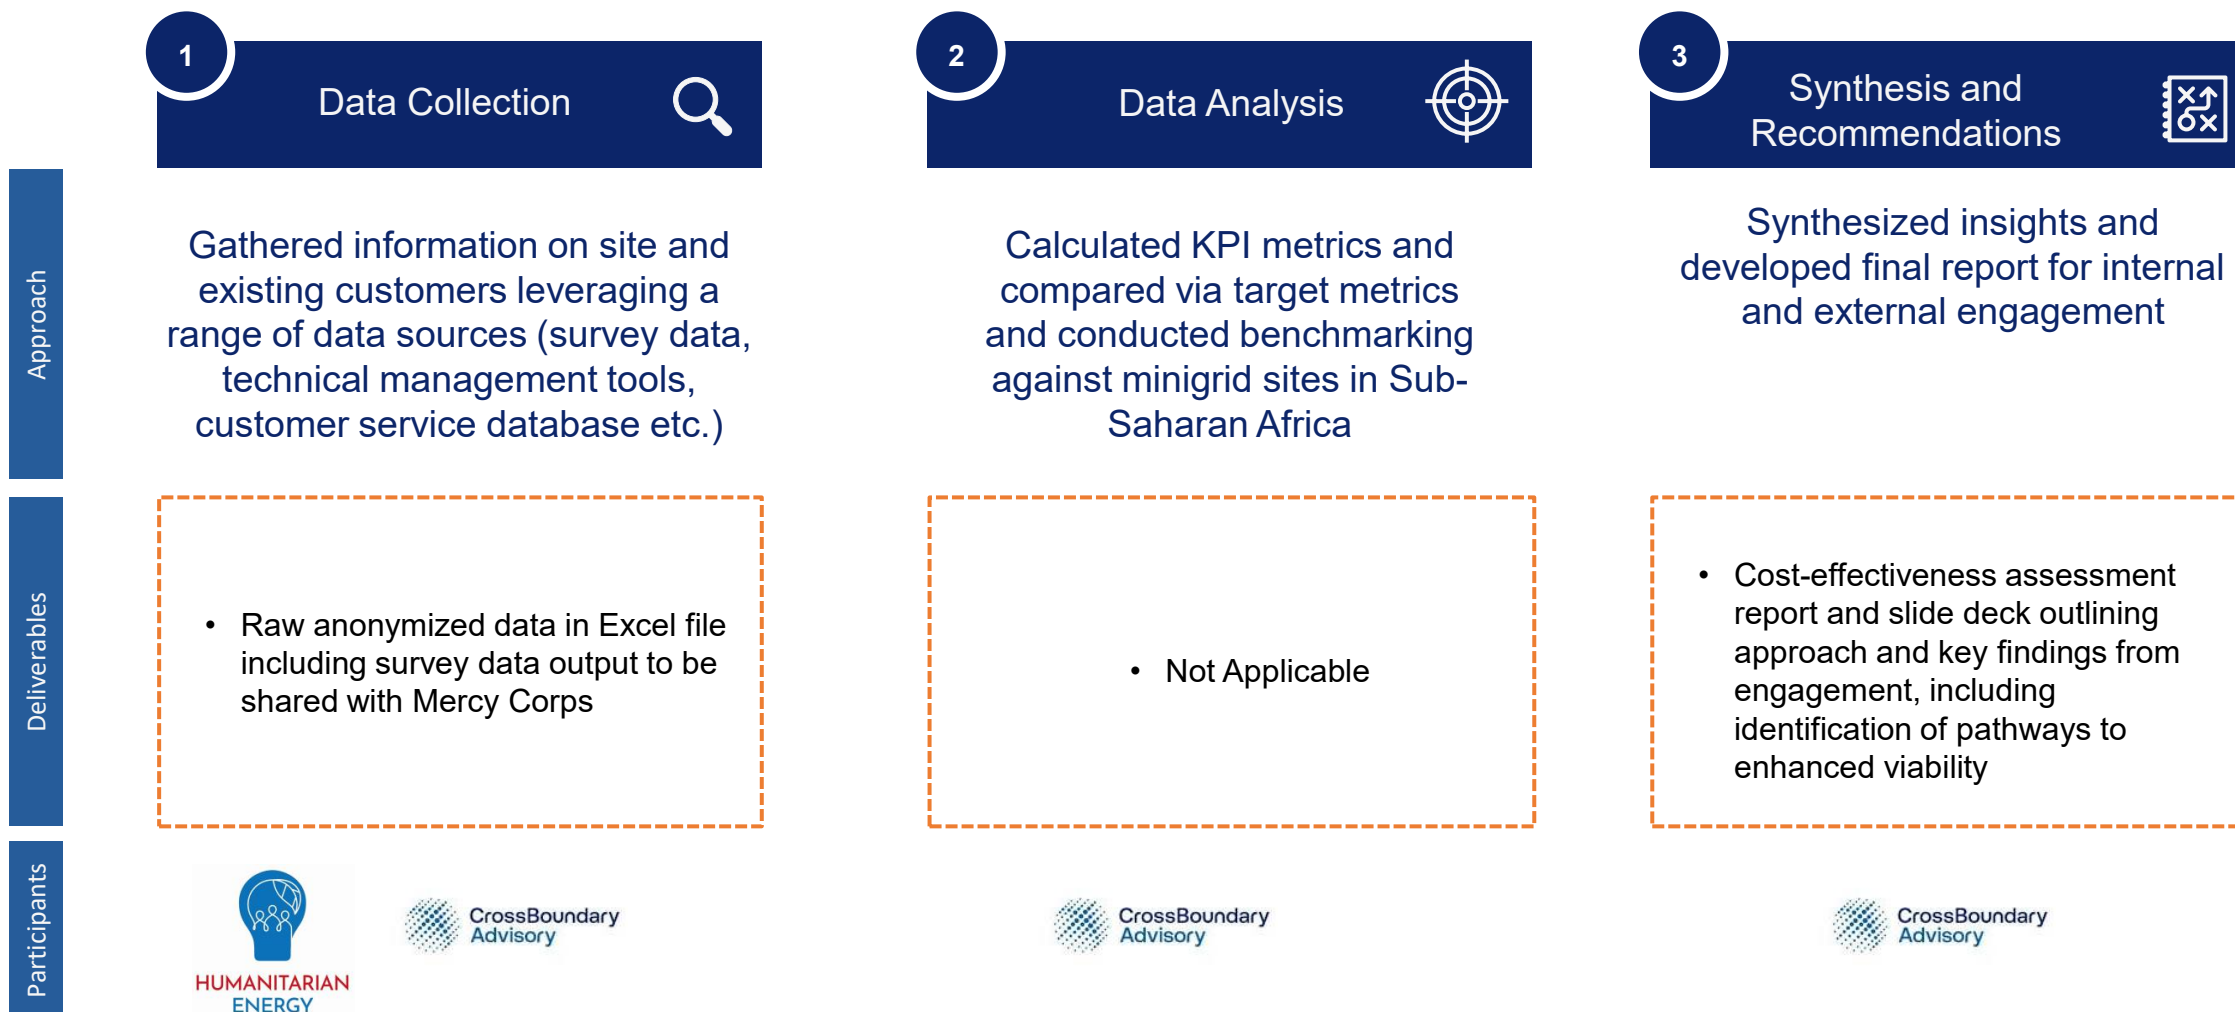 1
Data Collection
2
Data Analysis
3
Synthesis and
Recommendations
Approach
Gathered information on site and
existing customers leveraging a
range of data sources (survey data,
technical management tools,
customer service database etc.)
Calculated KPI metrics and
compared via target metrics
and conducted benchmarking
against minigrid sites in Sub-
Saharan Africa
Synthesized insights and
developed final report for internal
and external engagement
Deliverables
• Raw anonymized data in Excel file
including survey data output to be
shared with Mercy Corps
• Not Applicable
• Cost-effectiveness assessment
report and slide deck outlining
approach and key findings from
engagement, including
identification of pathways to
enhanced viability
Participants
HUMANITARIAN
ENERGY
CrossBoundary
Advisory
CrossBoundary
Advisory
CrossBoundary
Advisory